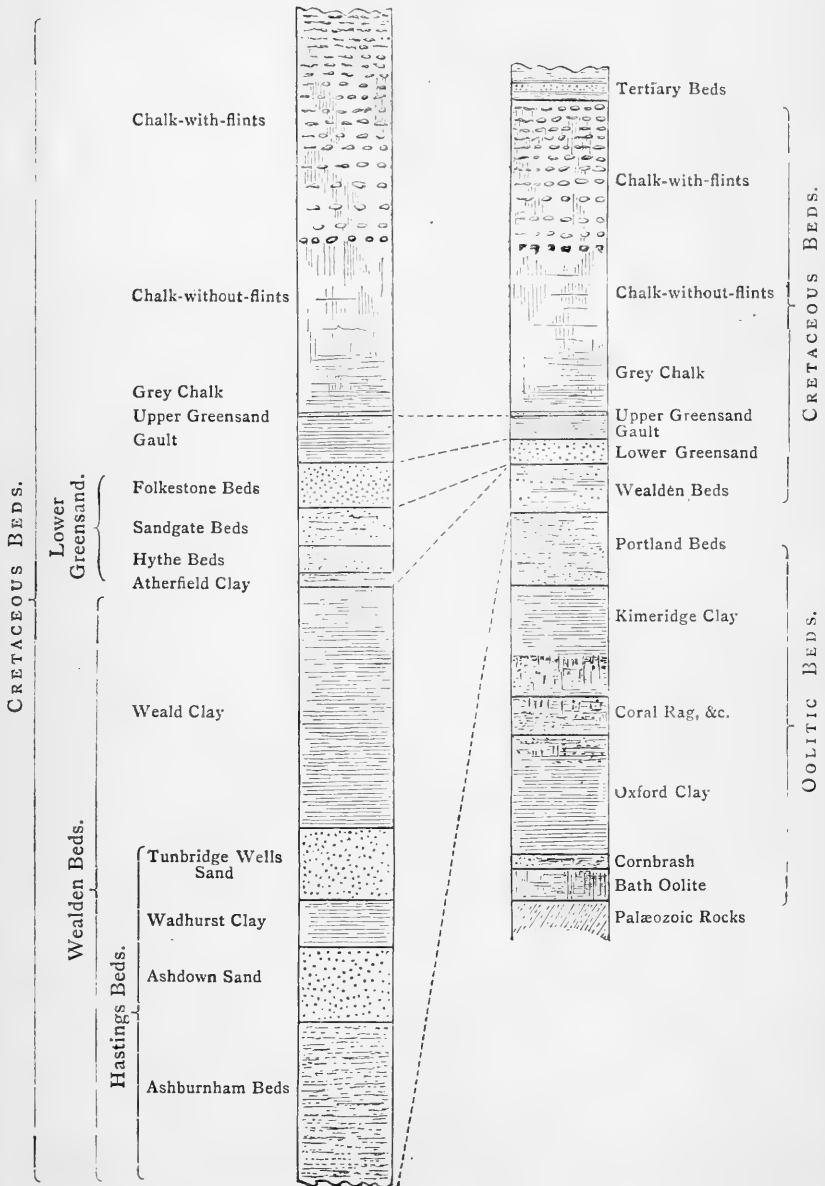 CRETACEOUS BEDS.
Lower
Greensand.
Wealden Beds.
Hastings Beds.
Chalk-with-flints
Chalk-without-flints
Grey Chalk
Upper Greensand
Gault
Folkestone Beds
Sandgate Beds
Hythe Beds
Atherfield Clay
Weald Clay
Tunbridge Wells
Sand
Wadhurst Clay
Ashdown Sand
Ashburnham Beds
Tertiary Beds
Chalk-with-flints
Chalk-without-flints
Grey Chalk
Upper Greensand
Gault
Lower Greensand
Wealden Beds
Portland Beds
Kimeridge Clay
Coral Rag, &c.
Oxford Clay
Cornbrash
Bath Oolite
Palæozoic Rocks
CRETACEOUS BEDS.
OOLITIC BEDS.